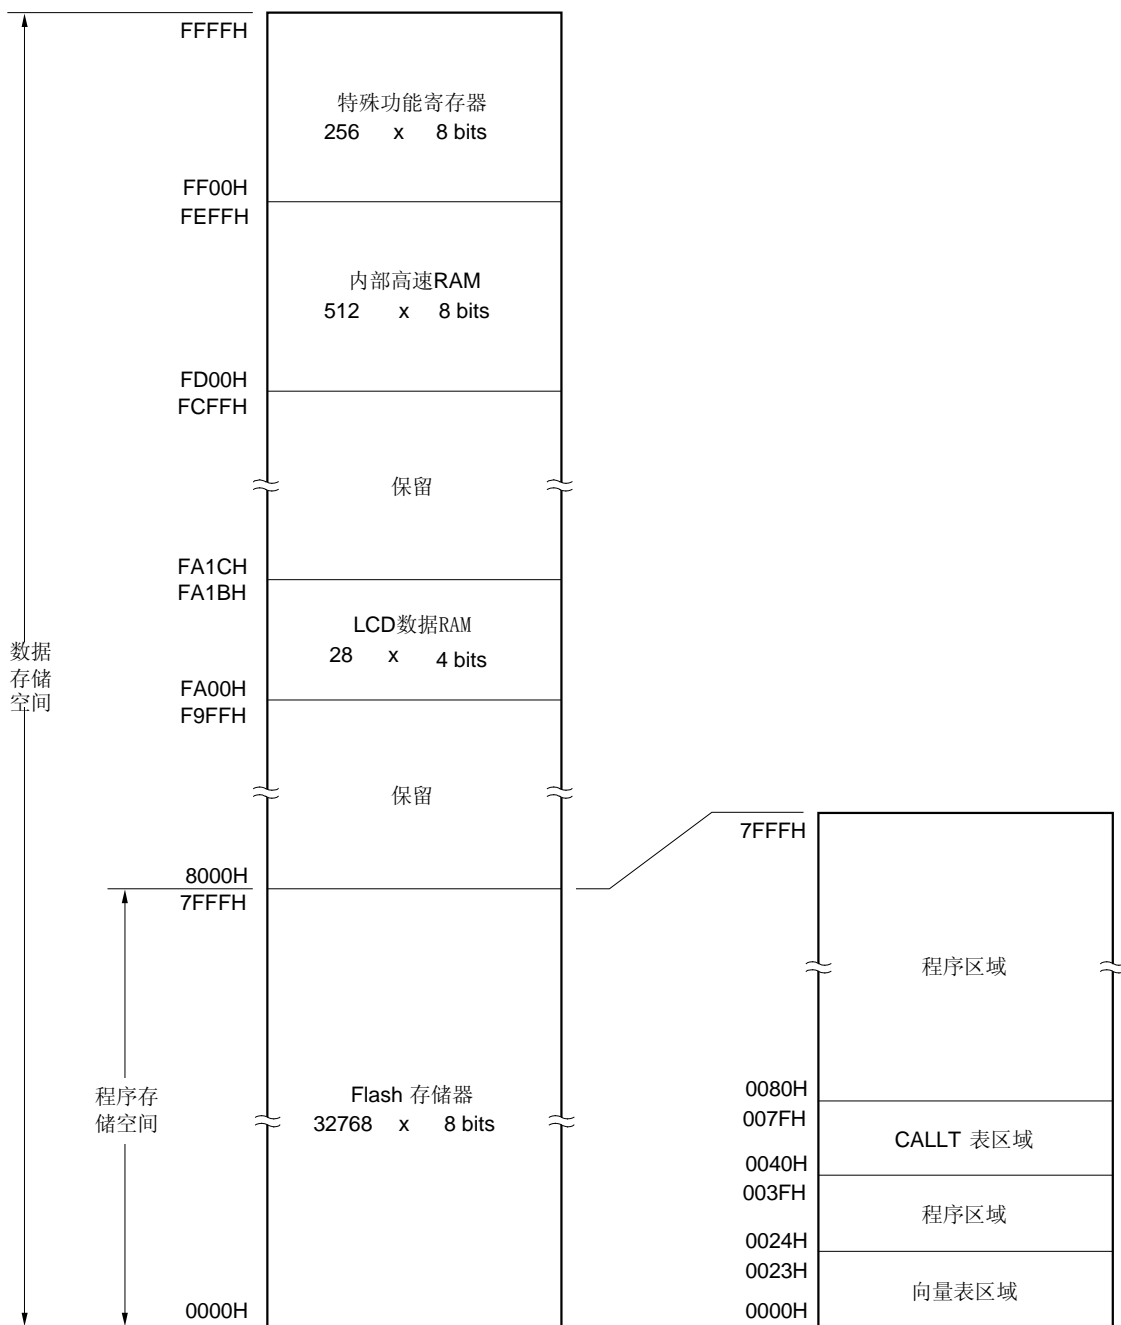 FFFFH
特殊功能寄存器
256 x 8 bits
FF00H
FEFFH
内部高速RAM
512 x 8 bits
FD00H
FCFFH
保留
FA1CH
FA1BH
LCD数据RAM
28 x 4 bits
FA00H
F9FFH
保留
8000H
7FFFH
Flash 存储器
32768 x 8 bits
0000H
数据
存储
空间
程序存
储空间
7FFFH
程序区域
0080H
007FH
CALLT 表区域
0040H
003FH
程序区域
0024H
0023H
向量表区域
0000H